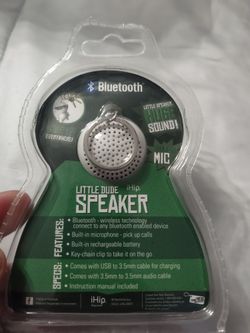 Bluetooth
LITTLE SPEAKER
HUGE
SOUND!
MIC
LITTLE DUDE iHip
SPEAKER
FEATURES:
• Bluetooth - wireless technology
connect to any bluetooth enabled device
• Built-in microphone - pick up calls
• Built-in rechargeable battery
• Key-chain clip to take it on the go
SPECS:
• Comes with USB to 3.5mm cable for charging
• Comes with 3.5mm to 3.5mm audio cable
• Instruction manual included
iHip